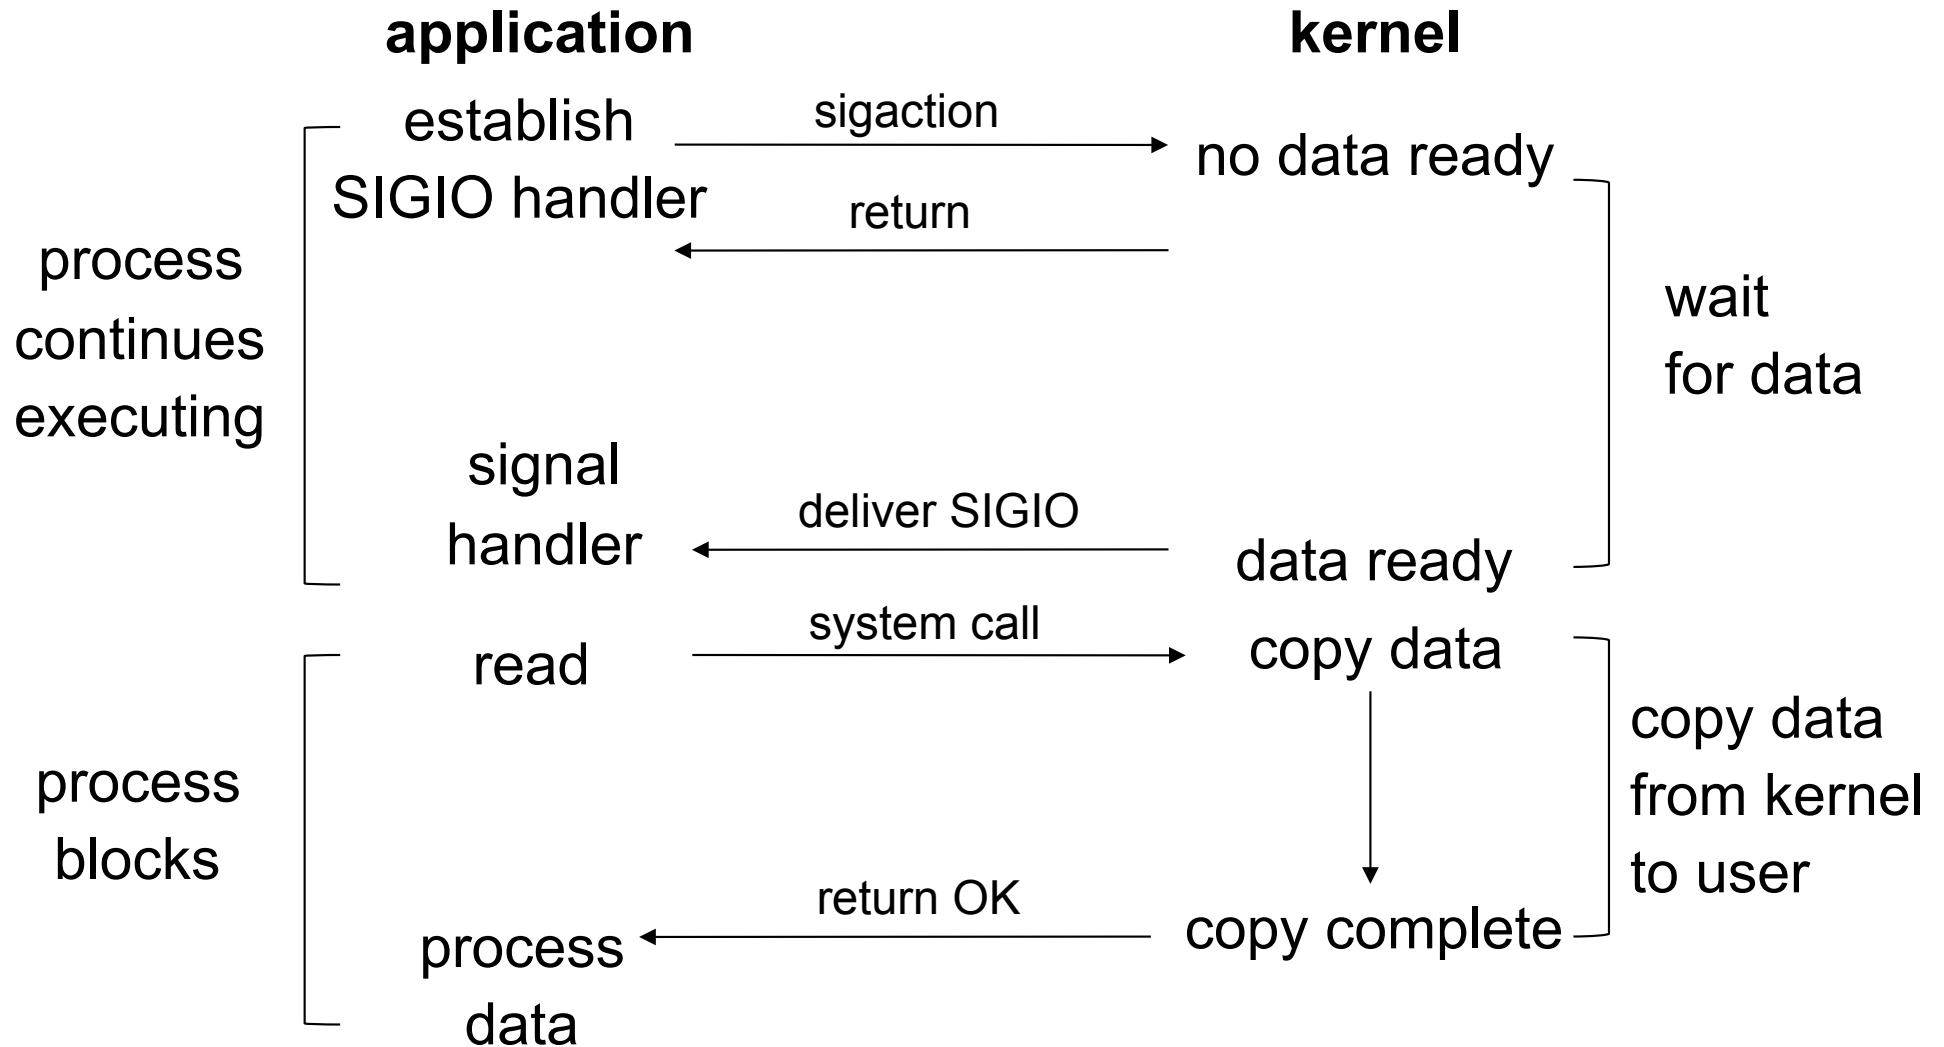 application
kernel
establish
SIGIO handler
sigaction
no data ready
return
process
continues
executing
wait
for data
signal
handler
deliver SIGIO
data ready
read
system call
copy data
process
blocks
copy data
from kernel
to user
return OK
copy complete
process
data